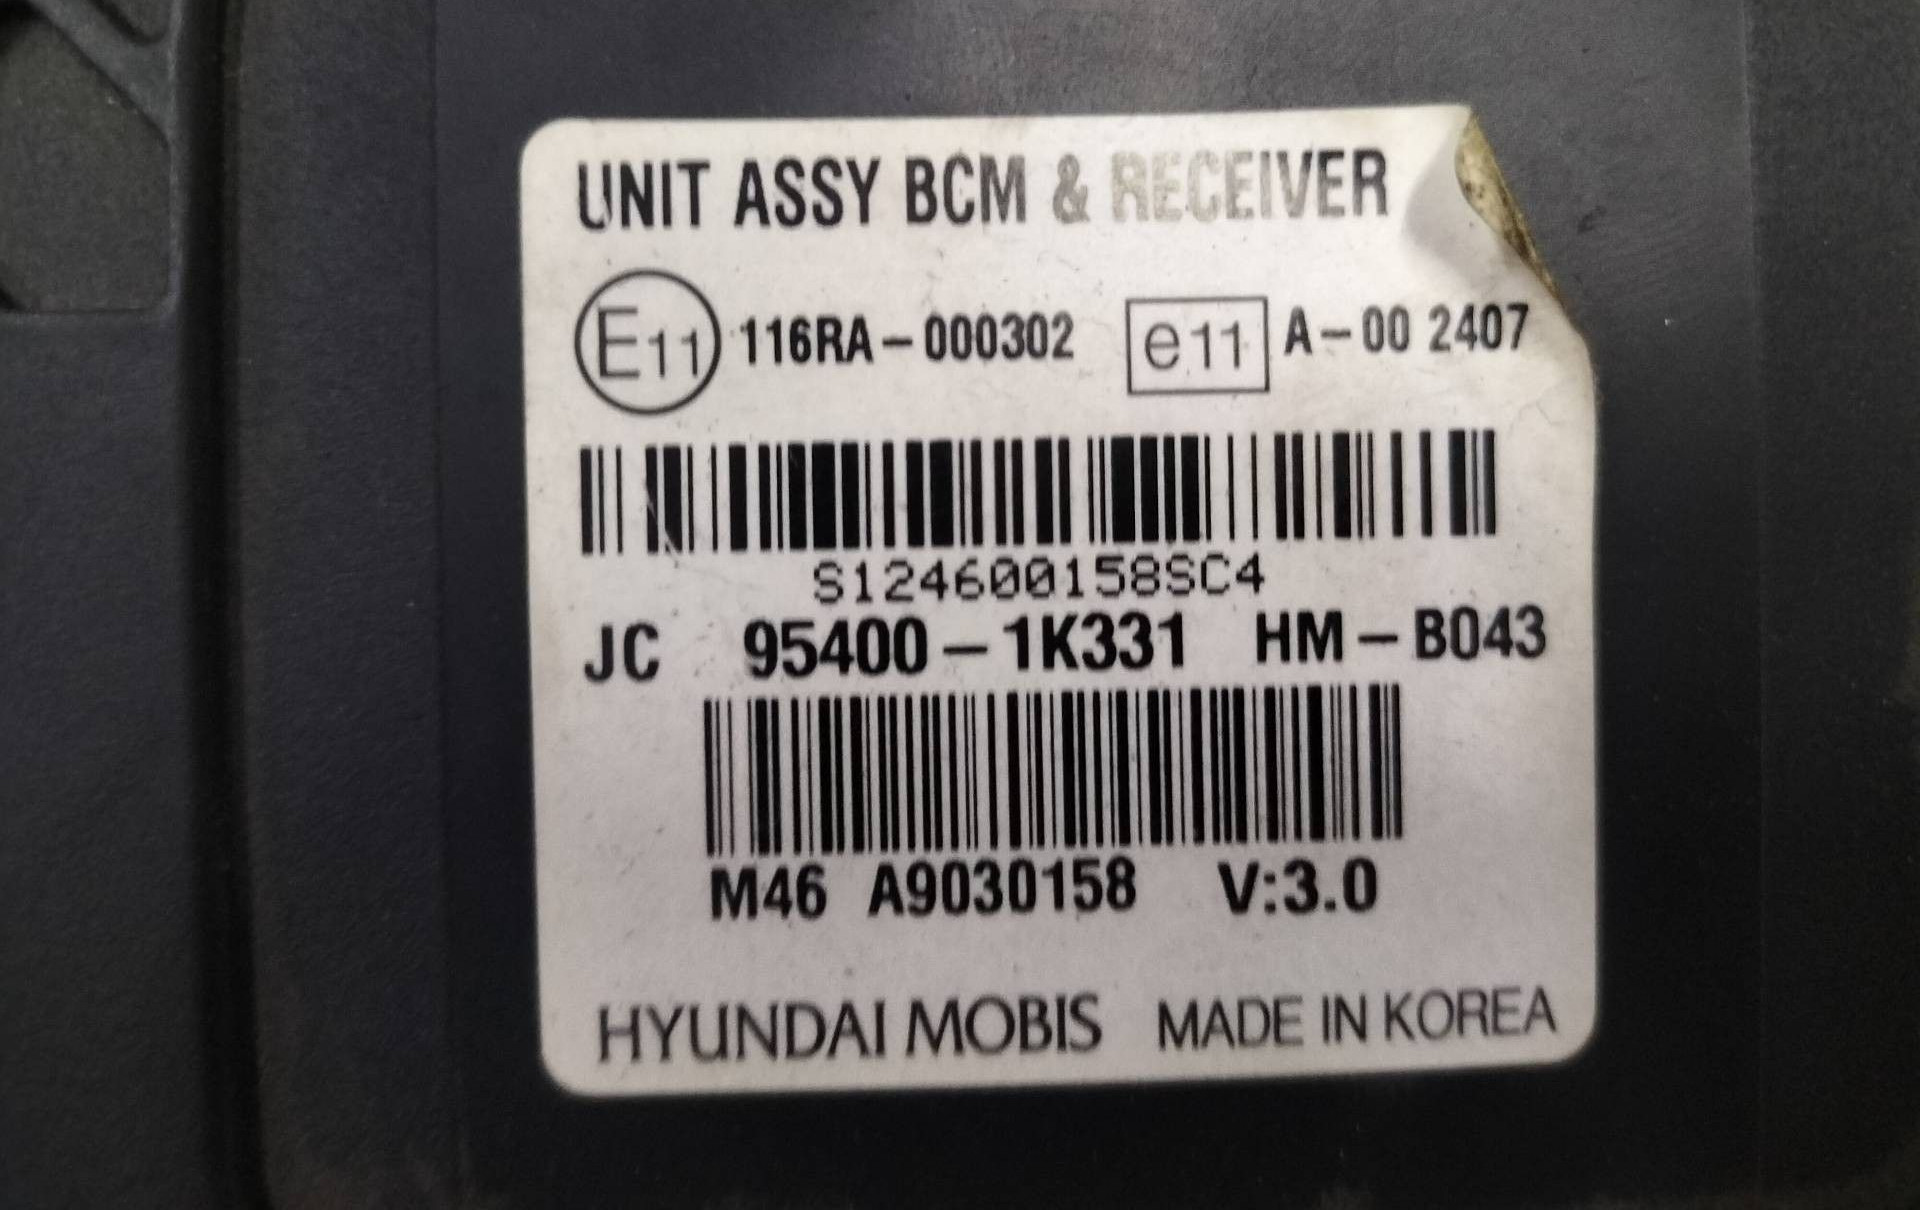 UNIT ASSY BCM & RECEIVER
E11 116RA-000302 e11 A-00 2407
S124600158SC4
JC 95400-1K331 HM-B043
M46 A9030158 V:3.0
HYUNDAI MOBIS MADE IN KOREA